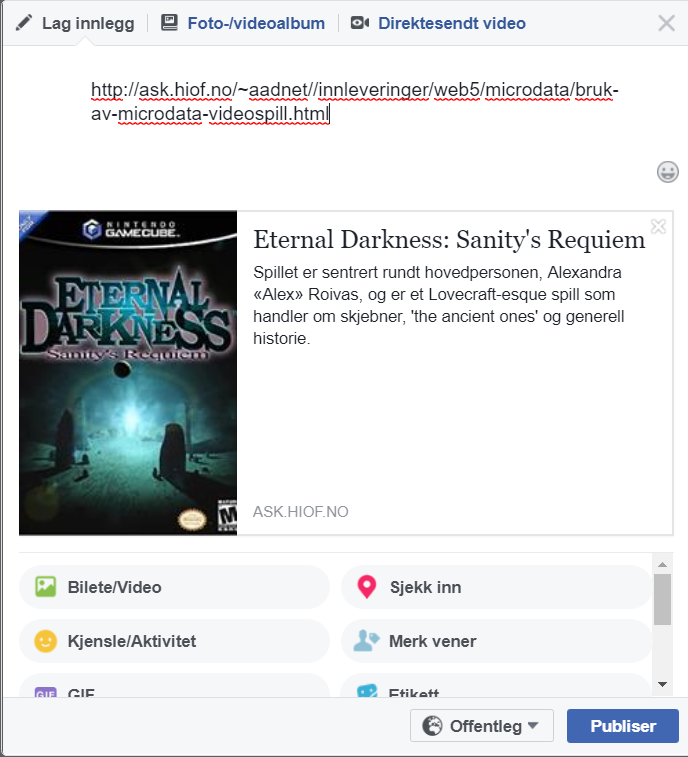 Lag innlegg
Foto-/videoalbum
Direktesendt video
http://ask.hiof.no/~aadnet//innleveringer/web5/microdata/bruk-
av-microdata-videospill.html
NINTENDO
GAMECUBE
ETERNAL
DARKNESS
Sanity's Requiem
Eternal Darkness: Sanity's Requiem
Spillet er sentrert rundt hovedpersonen, Alexandra
«Alex» Roivas, og er et Lovecraft-esque spill som
handler om skjebner, 'the ancient ones' og generell
historie.
M
ASK.HIOF.NO
Bilete/Video
Sjekk inn
Kjensle/Aktivitet
Merk vener
GIF
GIF
Etikett
Offentleg
Publiser